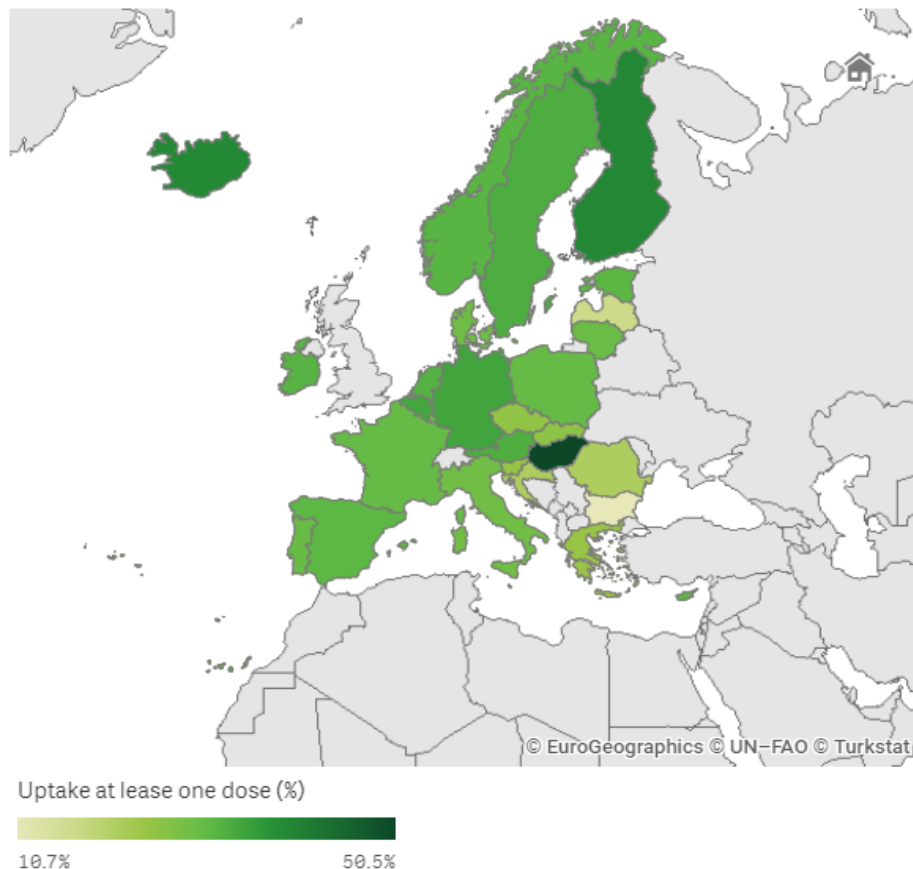 © EuroGeographics © UN–FAO © Turkstat
Uptake at lease one dose (%)
10.7% 50.5%